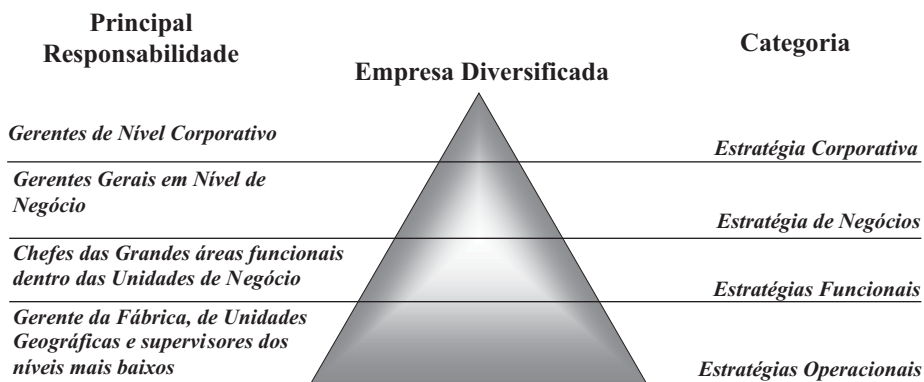 Principal
Responsabilidade
Categoria
Empresa Diversificada
Gerentes de Nível Corporativo
Estratégia Corporativa
Gerentes Gerais em Nível de
Negócio
Estratégia de Negócios
Chefes das Grandes áreas funcionais
dentro das Unidades de Negócio
Estratégias Funcionais
Gerente da Fábrica, de Unidades
Geográficas e supervisores dos
níveis mais baixos
Estratégias Operacionais